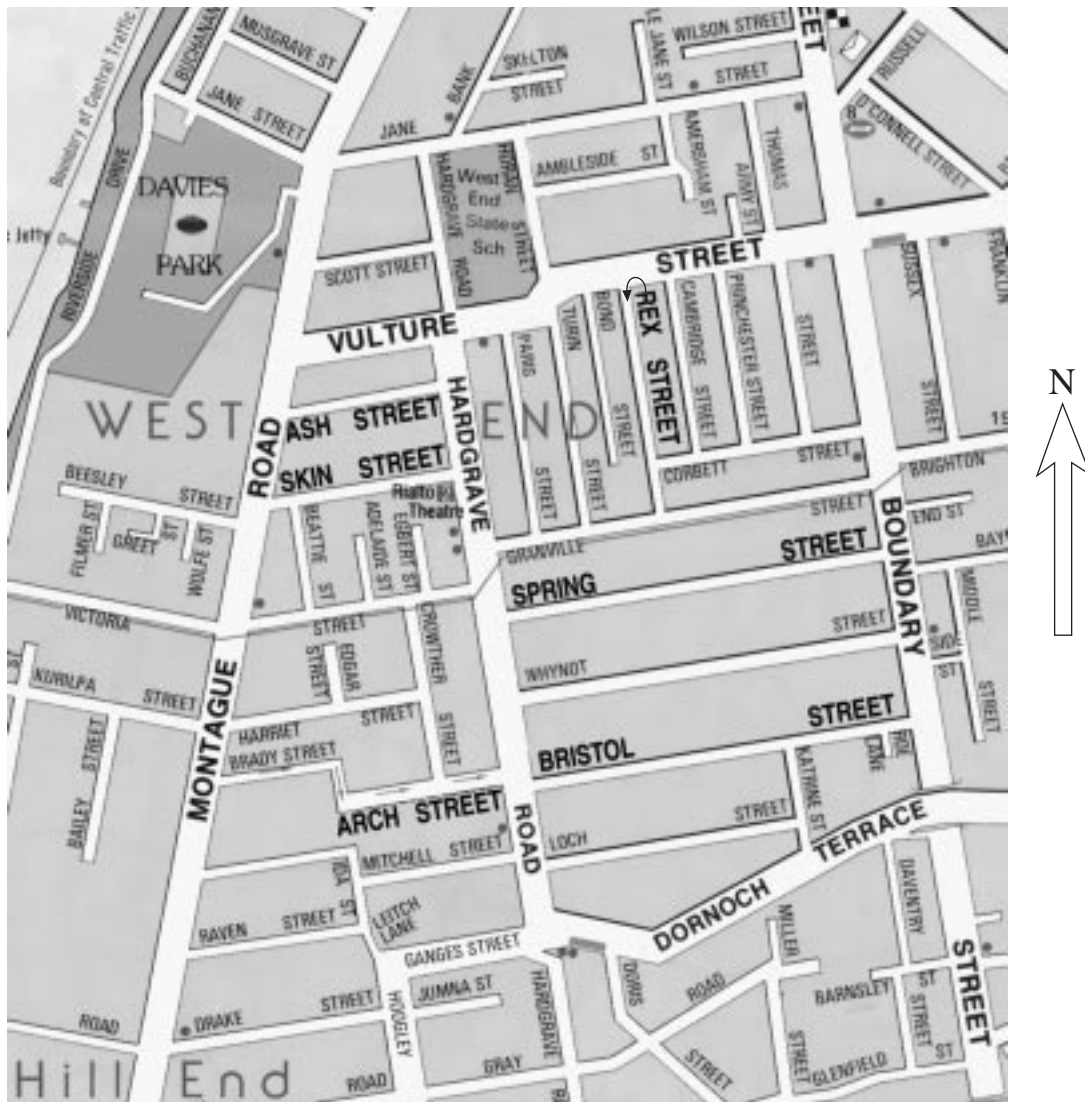 Boundary of Central Traffic
BUCHANAN
MUSGRAVE ST
JANE STREET
DRIVE
RIVERSIDE
DAVIES
PARK
Jetty
JANE
BANK
SKELTON
STREET
JANE ST
WILSON STREET
STREET
RUSSELL
O'CONNELL STREET
HARDGRAVE
ROAD
West
End
State
Sch
STREET
AMBLESIDE ST
AMERSHAM ST
THOMAS
SCOTT STREET
VULTURE
STREET
SUSSEX
STREET
FRANKLIN
TURIN
STREET
BOND
STREET
REX STREET
CAMBRIDGE
STREET
PRINCHESTER STREET
STREET
STREET
WEST END
ASH STREET
SKIN STREET
HARDGRAVE
ROAD
BEESLEY
STREET
FILMER ST
GREET
ST
WOLFE ST
BEATTIE
ST
ADELAIDE ST
EGBERT ST
Rialto
Theatre
CORBETT
STREET
BRIGHTON
GRANVILLE
STREET
END ST
SPRING
STREET
BOUNDARY
MIDDLE
STREET
SIDE
ST
VICTORIA
STREET
CROWTHER
STREET
WHYNOT
STREET
EDGAR
STREET
KURILPA
STREET
ST
HARRIET
STREET
BRADY STREET
MONTAGUE
BAILEY
STREET
BRISTOL
STREET
LANE
KATRINE ST
ARCH STREET
ROAD
LOCH
STREET
MITCHELL STREET
TERRACE
DORNOCH
DAVENTRY
STREET
RAVEN STREET
LEITCH
LANE
GANGES STREET
MILLER
STREET
DORIS
STREET
ROAD
BARNSLEY
ST
STREET
JUMNA ST
HARDGRAVE
DRAKE
STREET
ROAD
HOOGLEY
GRAY
ROAD
GLENFIELD
ST
Hill End
N